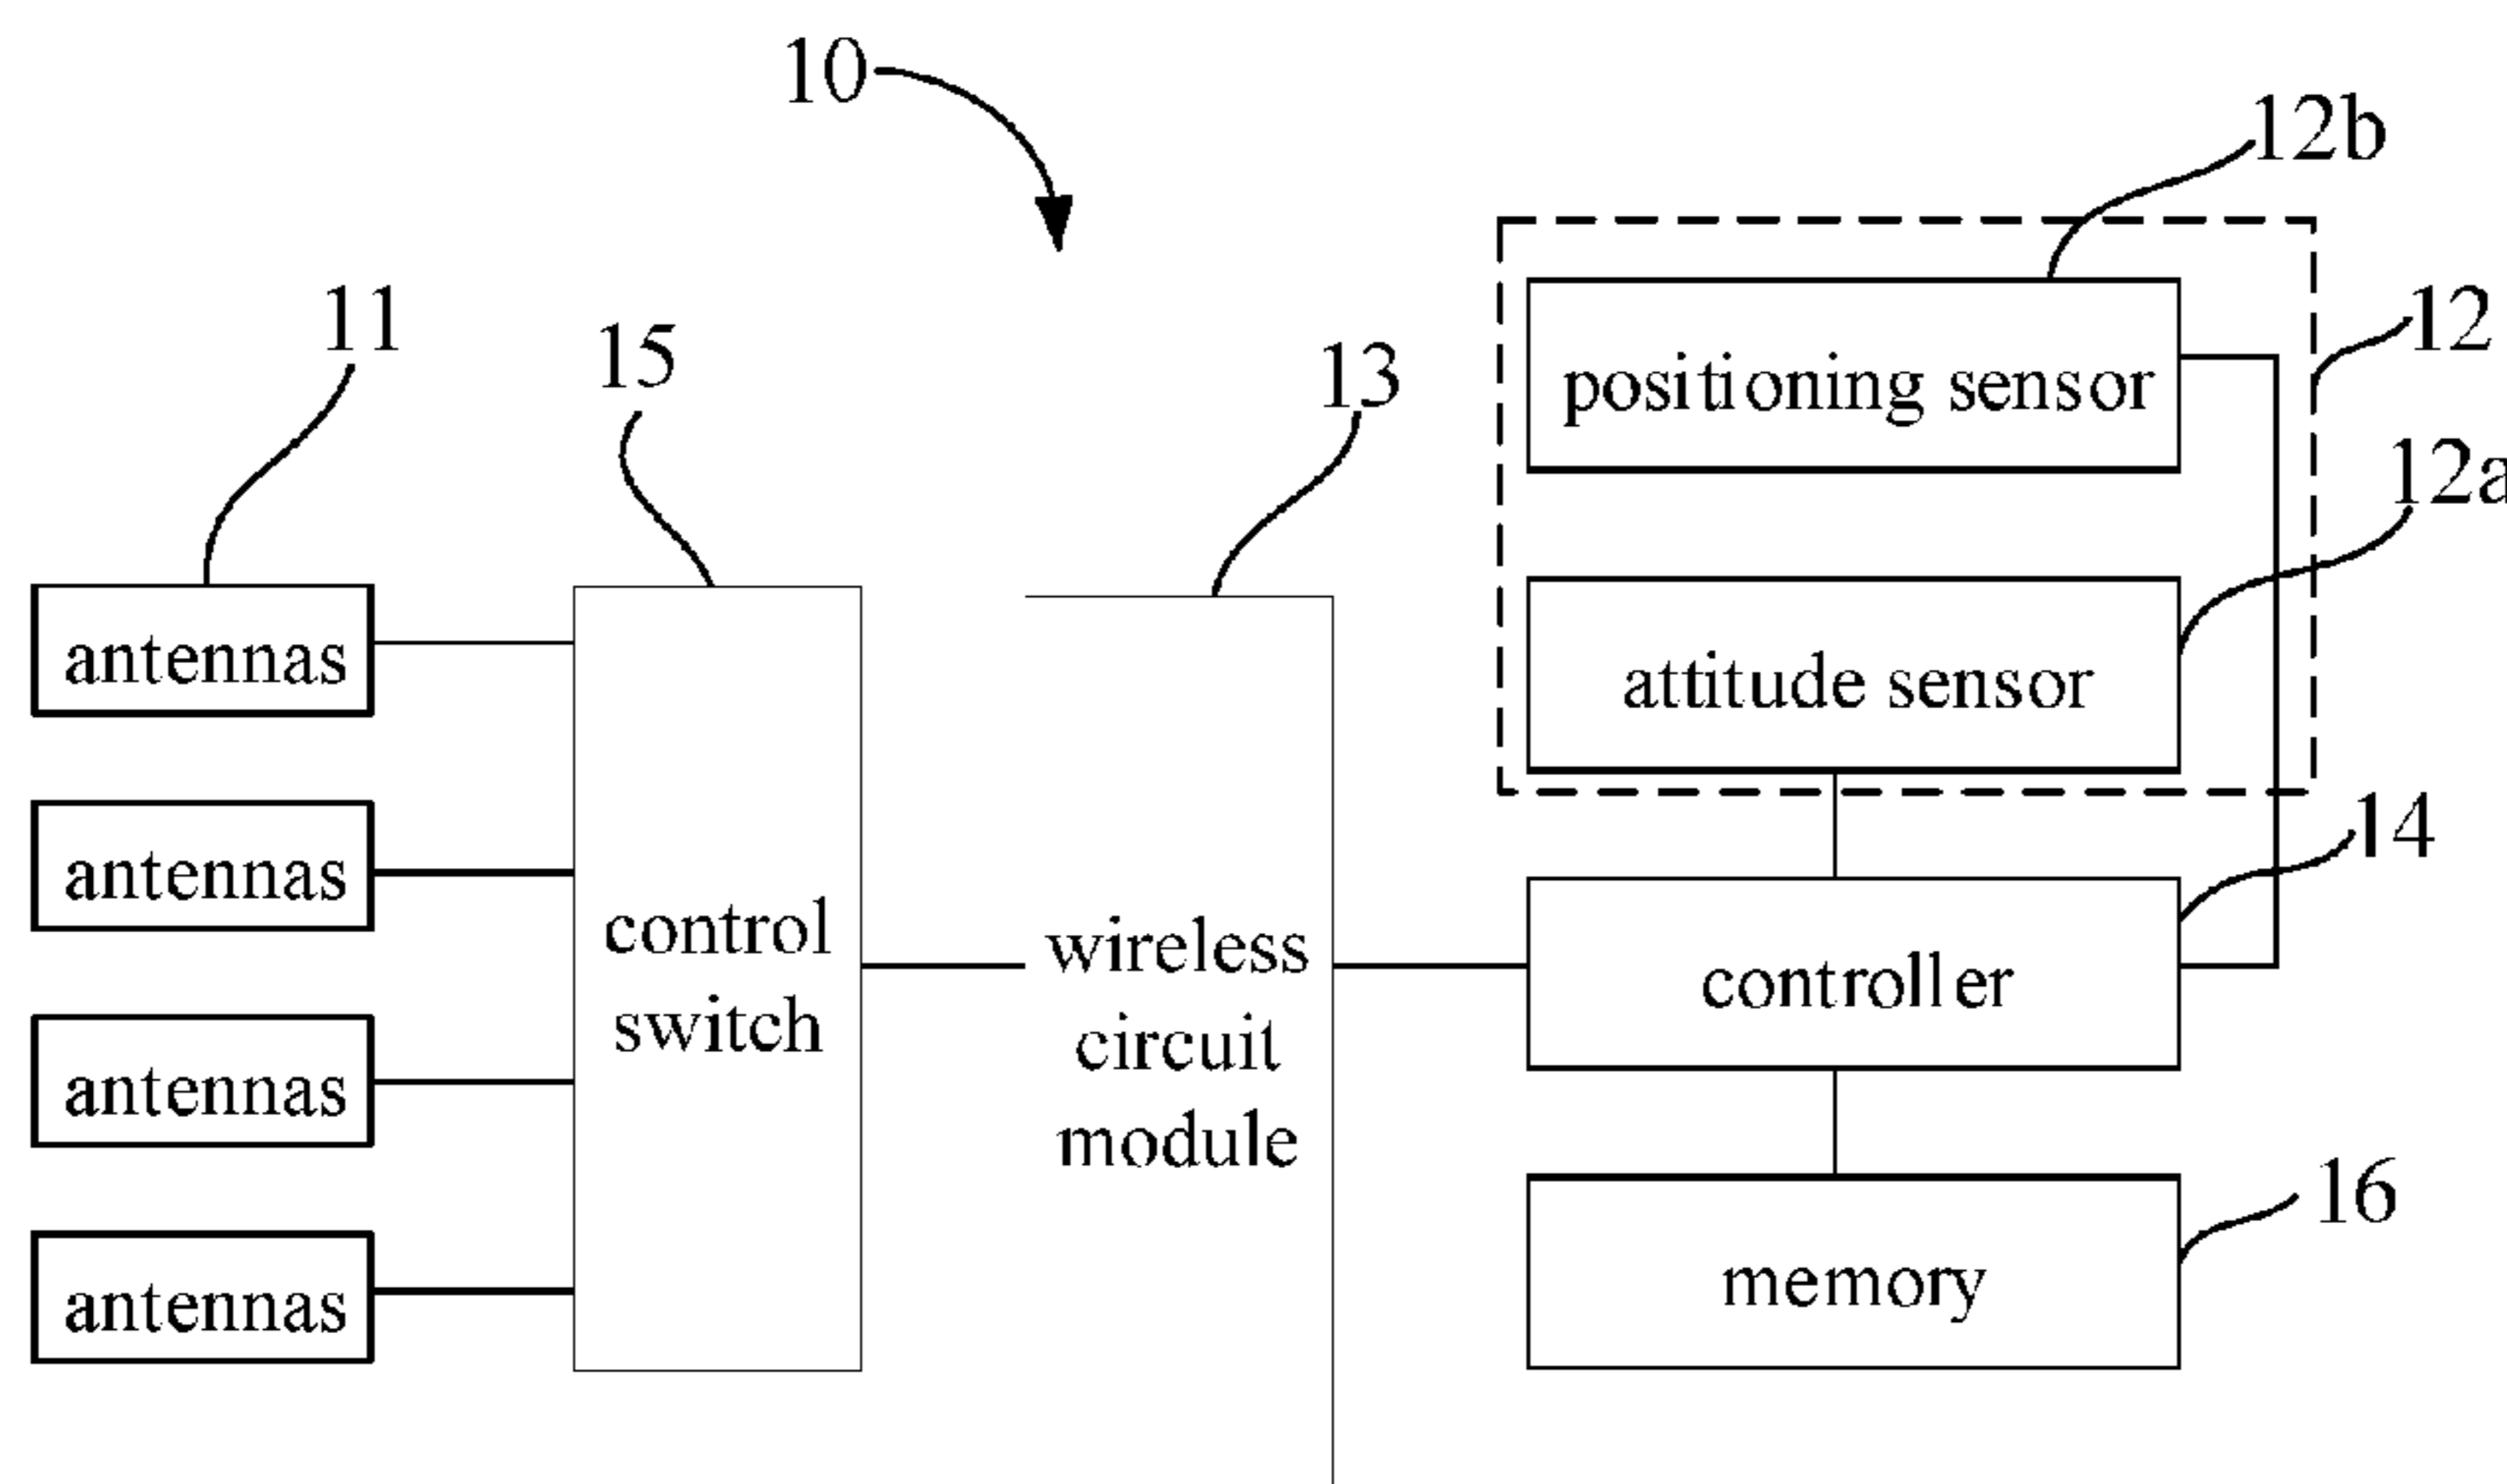 10
12b
11
15
13
12
positioning sensor
12a
antennas
attitude sensor
antennas
14
control
switch
wireless
circuit
module
controller
antennas
16
antennas
memory